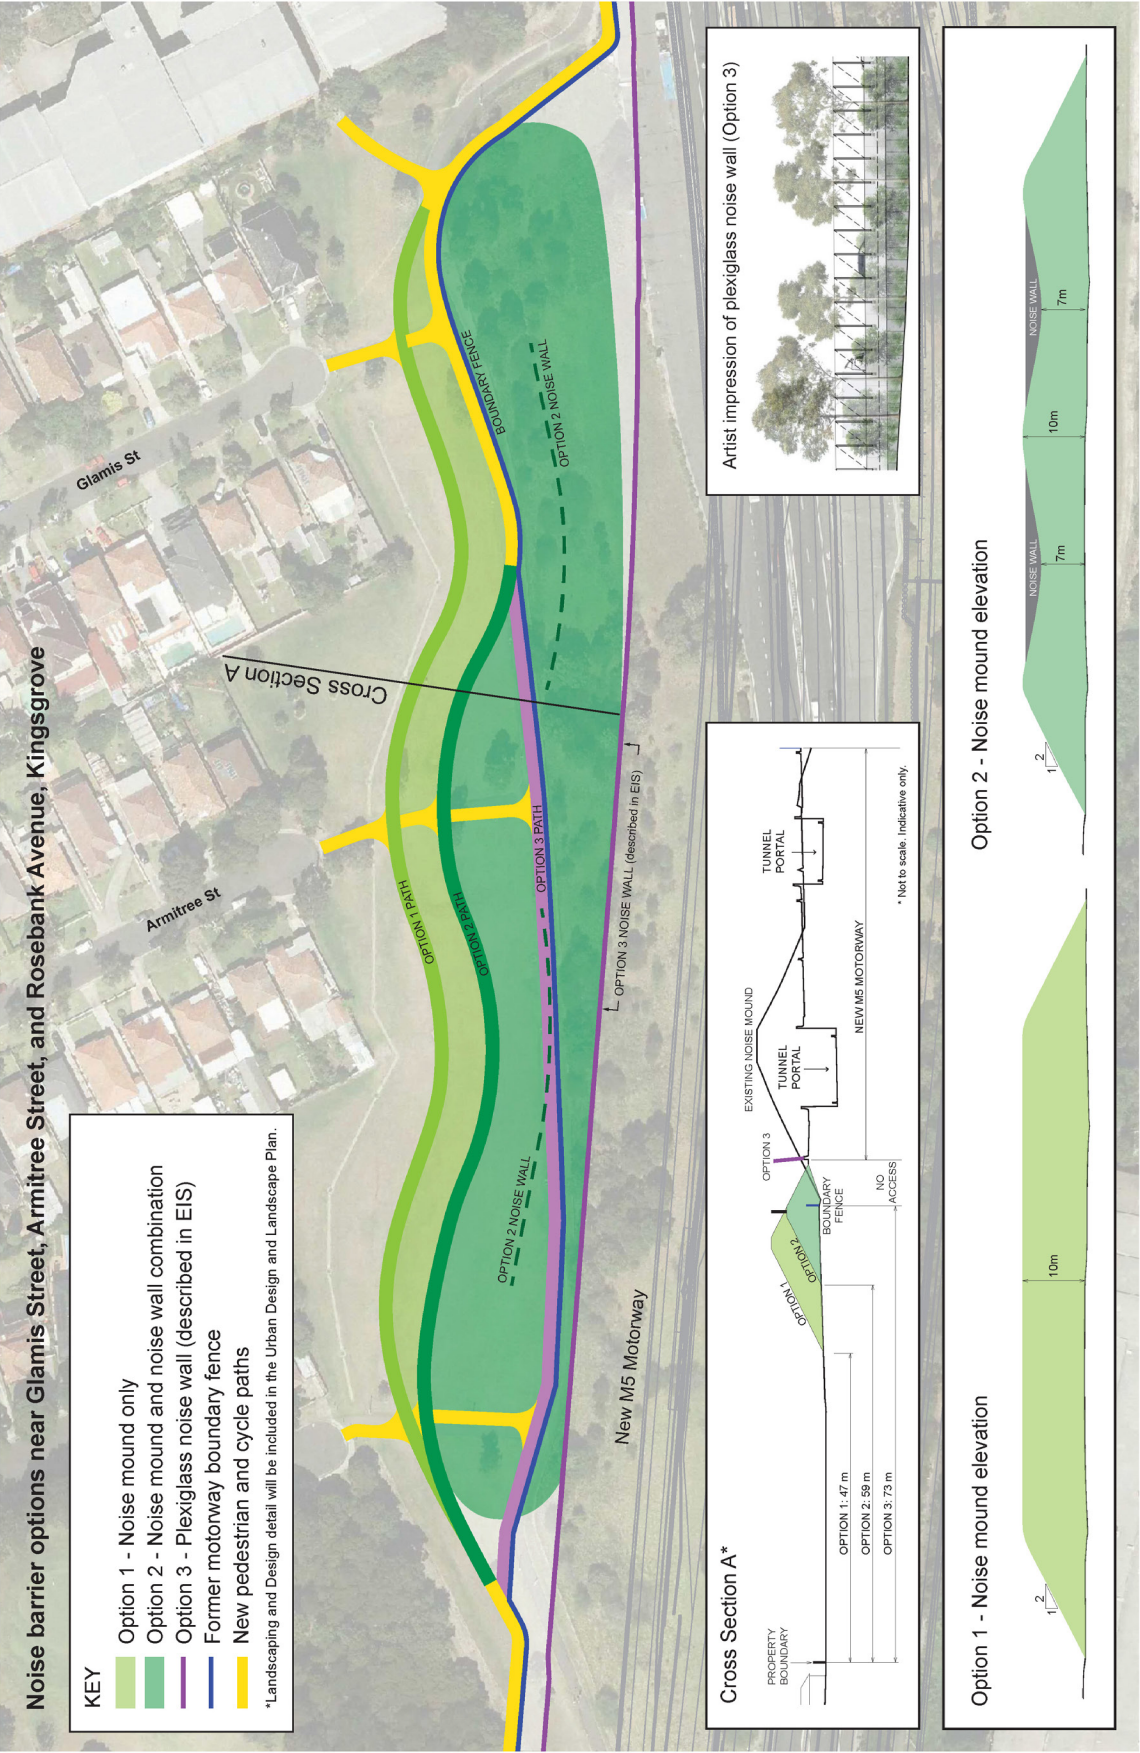 Noise barrier options near Glamis Street, Armitree Street, and Rosebank Avenue, Kingsgrove
KEY
Option 1 - Noise mound only
Option 2 - Noise mound and noise wall combination
Option 3 - Plexiglass noise wall (described in EIS)
Former motorway boundary fence
New pedestrian and cycle paths
*Landscaping and Design detail will be included in the Urban Design and Landscape Plan.
Armitree St
Glamis St
Cross Section A
OPTION 1 PATH
OPTION 2 PATH
OPTION 3 PATH
BOUNDARY FENCE
OPTION 2 NOISE WALL
OPTION 2 NOISE WALL
OPTION 3 NOISE WALL (described in EIS)
New M5 Motorway
Cross Section A*
PROPERTY
BOUNDARY
OPTION 1: 47 m
OPTION 2: 59 m
OPTION 3: 73 m
OPTION 1
OPTION 2
OPTION 3
BOUNDARY
FENCE
NO
ACCESS
EXISTING NOISE MOUND
TUNNEL
PORTAL
TUNNEL
PORTAL
NEW M5 MOTORWAY
* Not to scale. Indicative only.
Artist impression of plexiglass noise wall (Option 3)
Option 1 - Noise mound elevation
1
2
10m
Option 2 - Noise mound elevation
1
2
NOISE WALL
7m
10m
NOISE WALL
7m